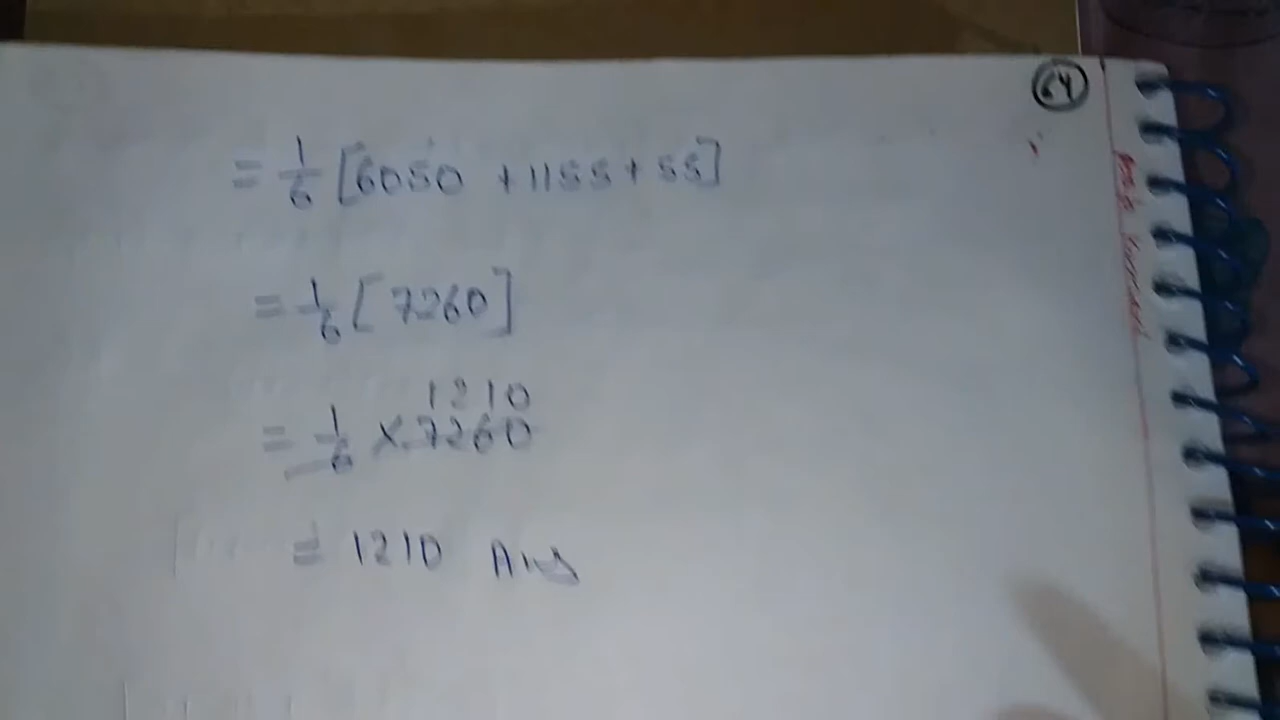 64
= 1/6 [6050 + 1155 + 55]
= 1/6 [7260]
1210
= 1/6 × 7260
= 1210 Ans